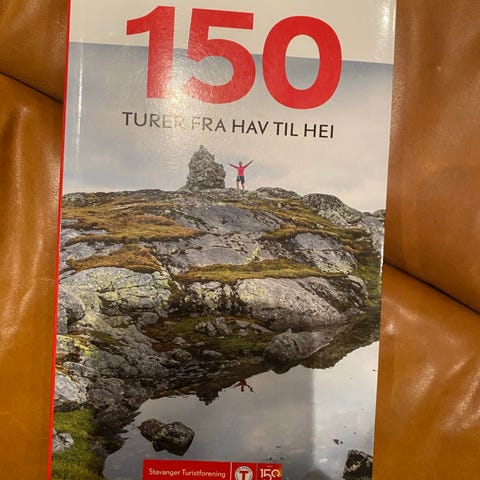 150
TURER FRA HAV TIL HEI
Stavanger Turistforening
T
150